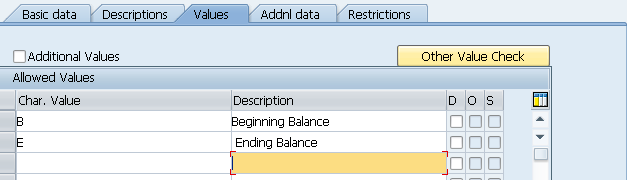 Basic data Descriptions Values Addnl data Restrictions
Additional Values Other Value Check
Allowed Values
Char. Value Description D O S
B Beginning Balance
E Ending Balance